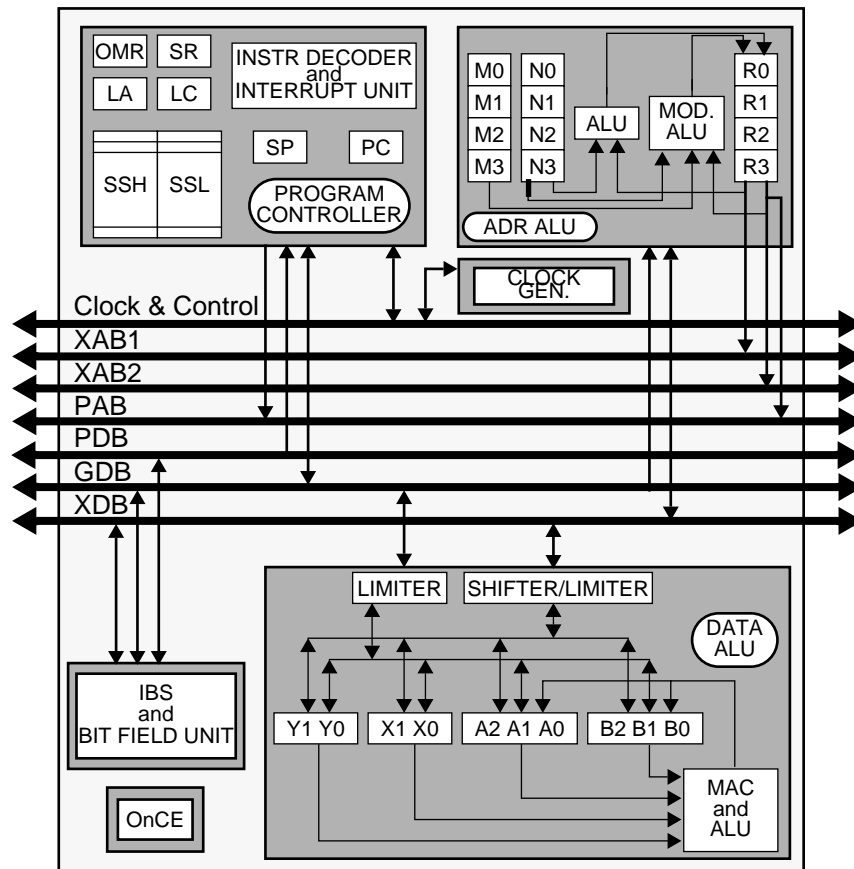 OMR SR
INSTR DECODER
and
INTERRUPT UNIT
LA LC
SSH SSL
SP PC
PROGRAM
CONTROLLER
M0 N0
M1 N1
M2 N2
M3 N3
ALU
MOD.
ALU
R0
R1
R2
R3
ADR ALU
CLOCK
GEN.
Clock & Control
XAB1
XAB2
PAB
PDB
GDB
XDB
LIMITER
SHIFTER/LIMITER
DATA
ALU
IBS
and
BIT FIELD UNIT
Y1 Y0
X1 X0
A2 A1 A0
B2 B1 B0
MAC
and
ALU
OnCE